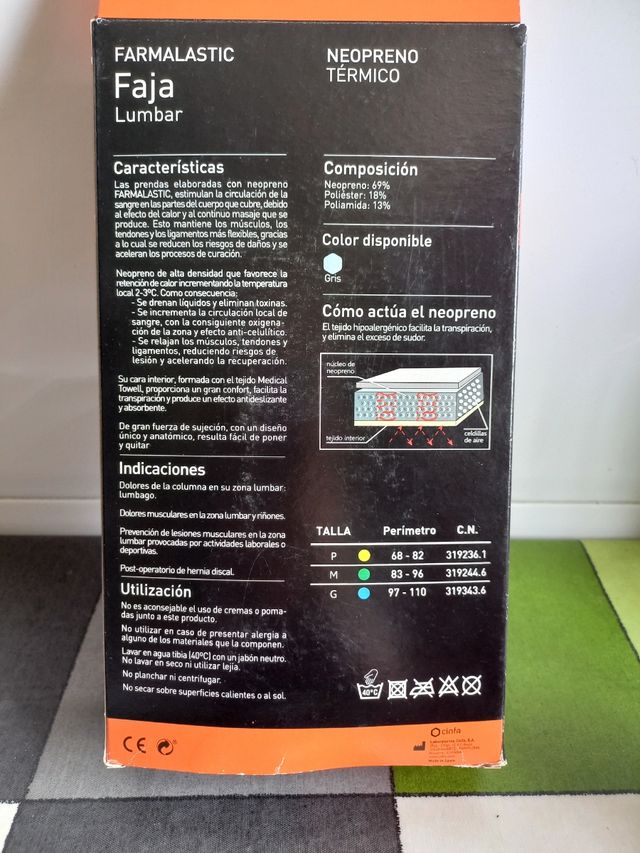 FARMALASTIC
Faja
Lumbar
NEOPRENO
TÉRMICO
Características
Las prendas elaboradas con neopreno
FARMALASTIC, estimulan la circulación de la
sangre en las partes del cuerpo que cubre, debido
al efecto del calor y al continuo masaje que se
produce. Esto mantiene los músculos, los
tendones y los ligamentos más flexibles, gracias
a lo cual se reducen los riesgos de daños y se
aceleran los procesos de curación.
Neopreno de alta densidad que favorece la
retención de calor incrementando la temperatura
local 2-3ºC. Como consecuencia:
- Se drenan líquidos y eliminan toxinas.
- Se incrementa la circulación local de
sangre, con la consiguiente oxigena-
ción de la zona y efecto anti-celulítico.
- Se relajan los músculos, tendones y
ligamentos, reduciendo riesgos de
lesión y acelerando la recuperación.
Su cara interior, formada con el tejido Medical
Towell, proporciona un gran confort, facilita la
transpiración y produce un efecto antideslizante
y absorbente.
De gran fuerza de sujeción, con un diseño
único y anatómico, resulta fácil de poner
y quitar
Indicaciones
Dolores de la columna en su zona lumbar:
lumbago.
Dolores musculares en la zona lumbar y riñones.
Prevención de lesiones musculares en la zona
lumbar provocadas por actividades laborales o
deportivas.
Post-operatorio de hernia discal.
Utilización
No es aconsejable el uso de cremas o poma-
das junto a este producto.
No utilizar en caso de presentar alergia a
alguno de los materiales que la componen.
Lavar en agua tibia (40ºC) con un jabón neutro.
No lavar en seco ni utilizar lejía.
No planchar ni centrifugar.
No secar sobre superficies calientes o al sol.
Composición
Neopreno: 69%
Poliéster: 18%
Poliamida: 13%
Color disponible
Gris
Cómo actúa el neopreno
El tejido hipoalergénico facilita la transpiración,
y elimina el exceso de sudor.
núcleo de
neopreno
tejido interior
celdillas
de aire
TALLA Perímetro C.N.
P 68 - 82 319236.1
M 83 - 96 319244.6
G 97 - 110 319343.6
40ºC
CE
cinfa
Laboratorios Cinfa, S.A.
Made in Spain